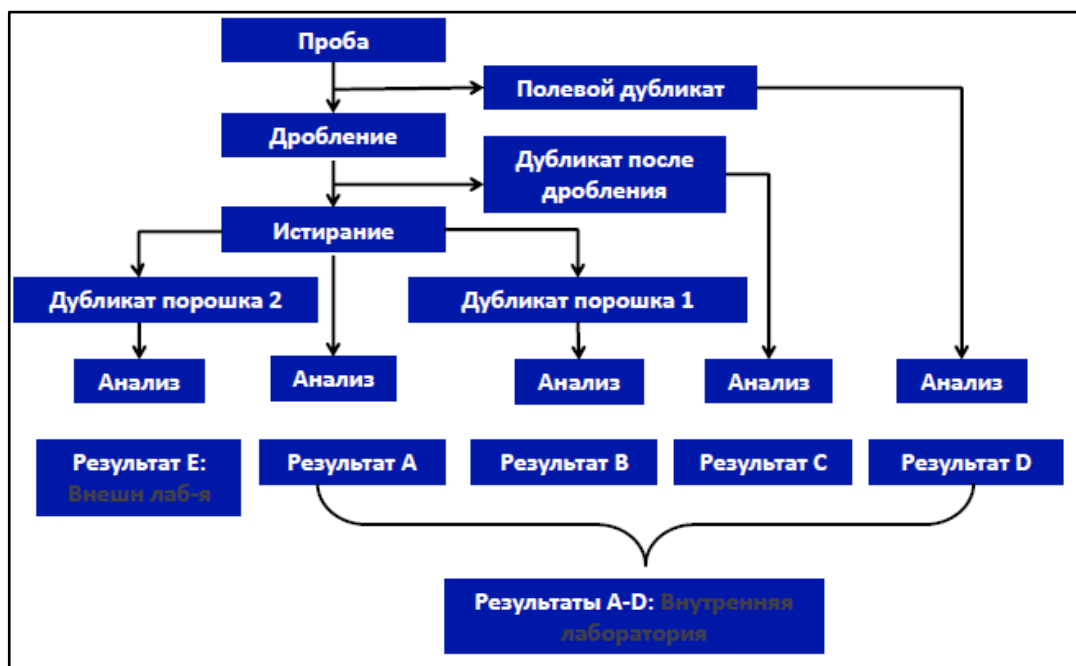 Проба
Полевой дубликат
Дробление
Дубликат после
дробления
Истирание
Дубликат порошка 2
Дубликат порошка 1
Анализ
Анализ
Анализ
Анализ
Анализ
Результат E:
Внешн лаб-я
Результат A
Результат B
Результат C
Результат D
Результаты A-D: Внутренняя
лаборатория